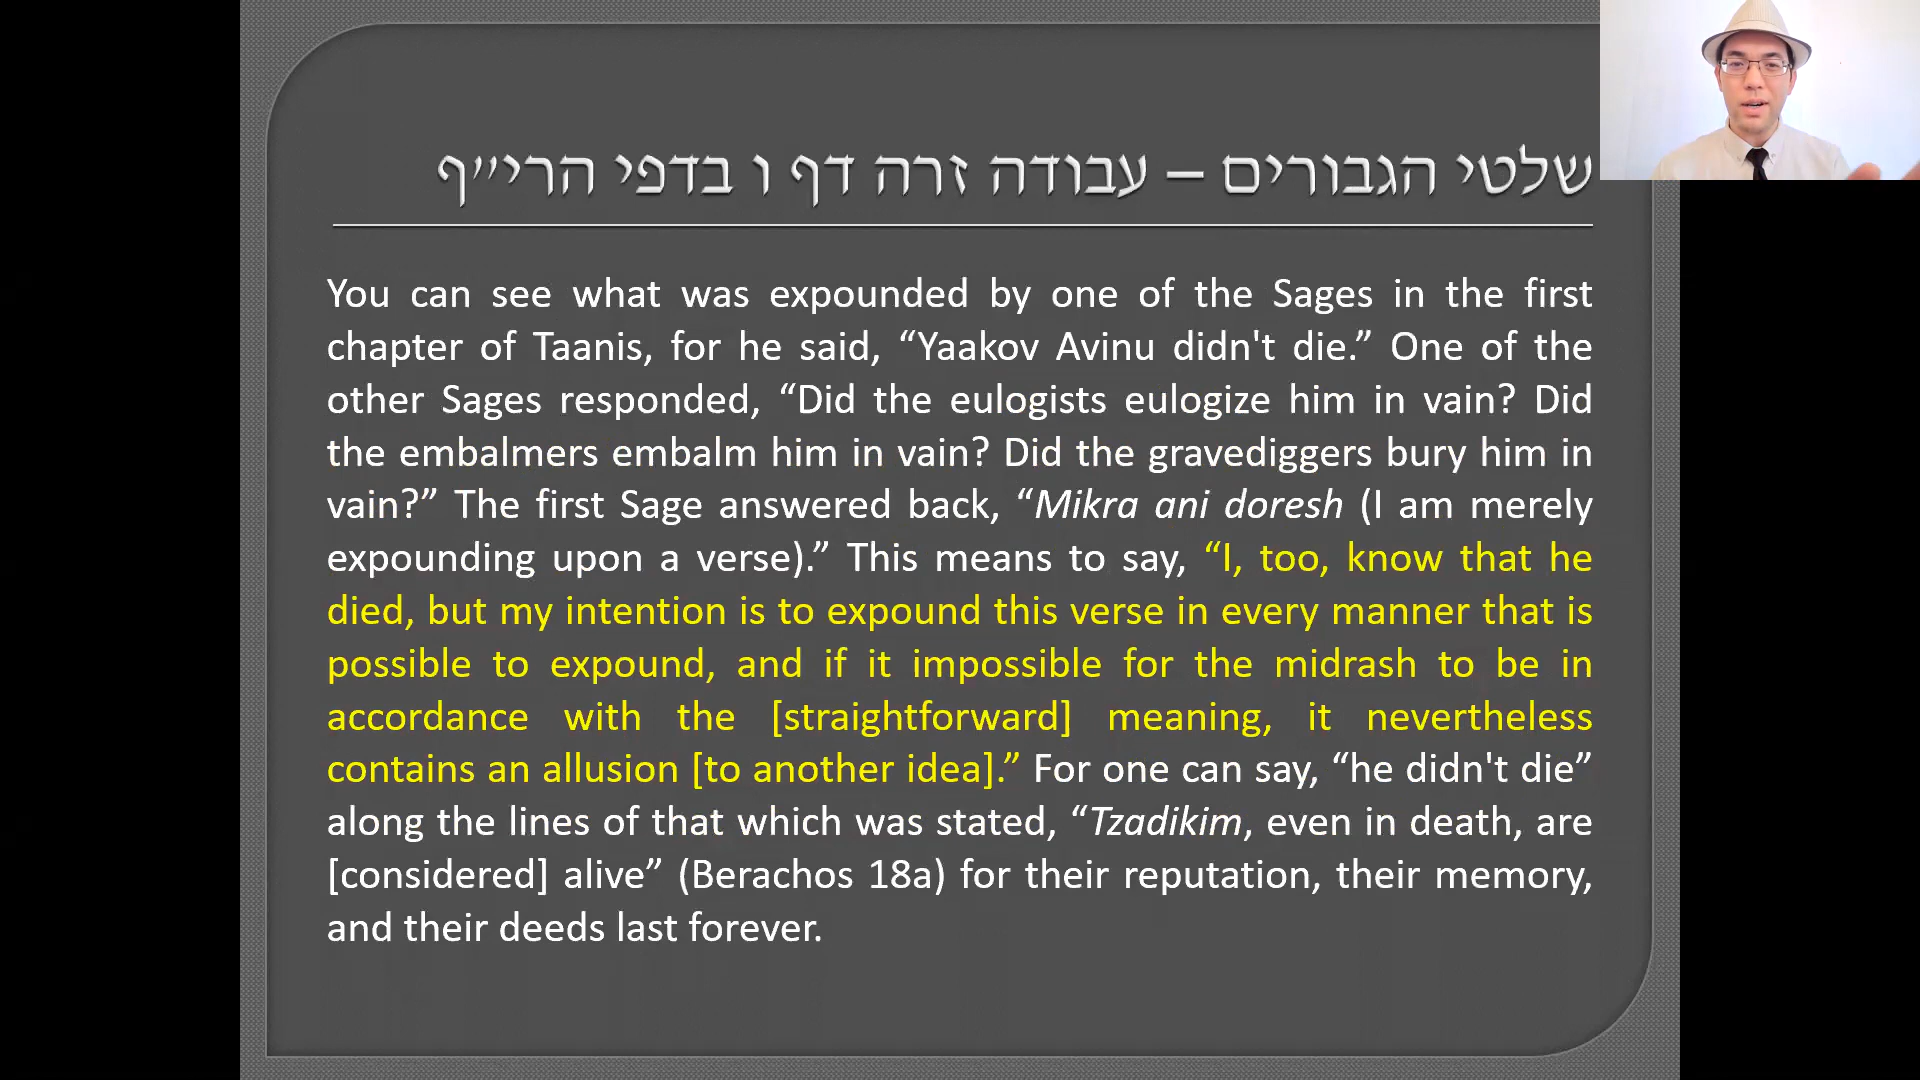 שלטי הגבורים – עבודה זרה דף ו בדפי הרי״ף
You can see what was expounded by one of the Sages in the first
chapter of Taanis, for he said, “Yaakov Avinu didn't die.” One of the
other Sages responded, “Did the eulogists eulogize him in vain? Did
the embalmers embalm him in vain? Did the gravediggers bury him in
vain?” The first Sage answered back, “Mikra ani doresh (I am merely
expounding upon a verse).” This means to say, “I, too, know that he
died, but my intention is to expound this verse in every manner that is
possible to expound, and if it impossible for the midrash to be in
accordance with the [straightforward] meaning, it nevertheless
contains an allusion [to another idea].” For one can say, “he didn't die”
along the lines of that which was stated, “Tzadikim, even in death, are
[considered] alive” (Berachos 18a) for their reputation, their memory,
and their deeds last forever.